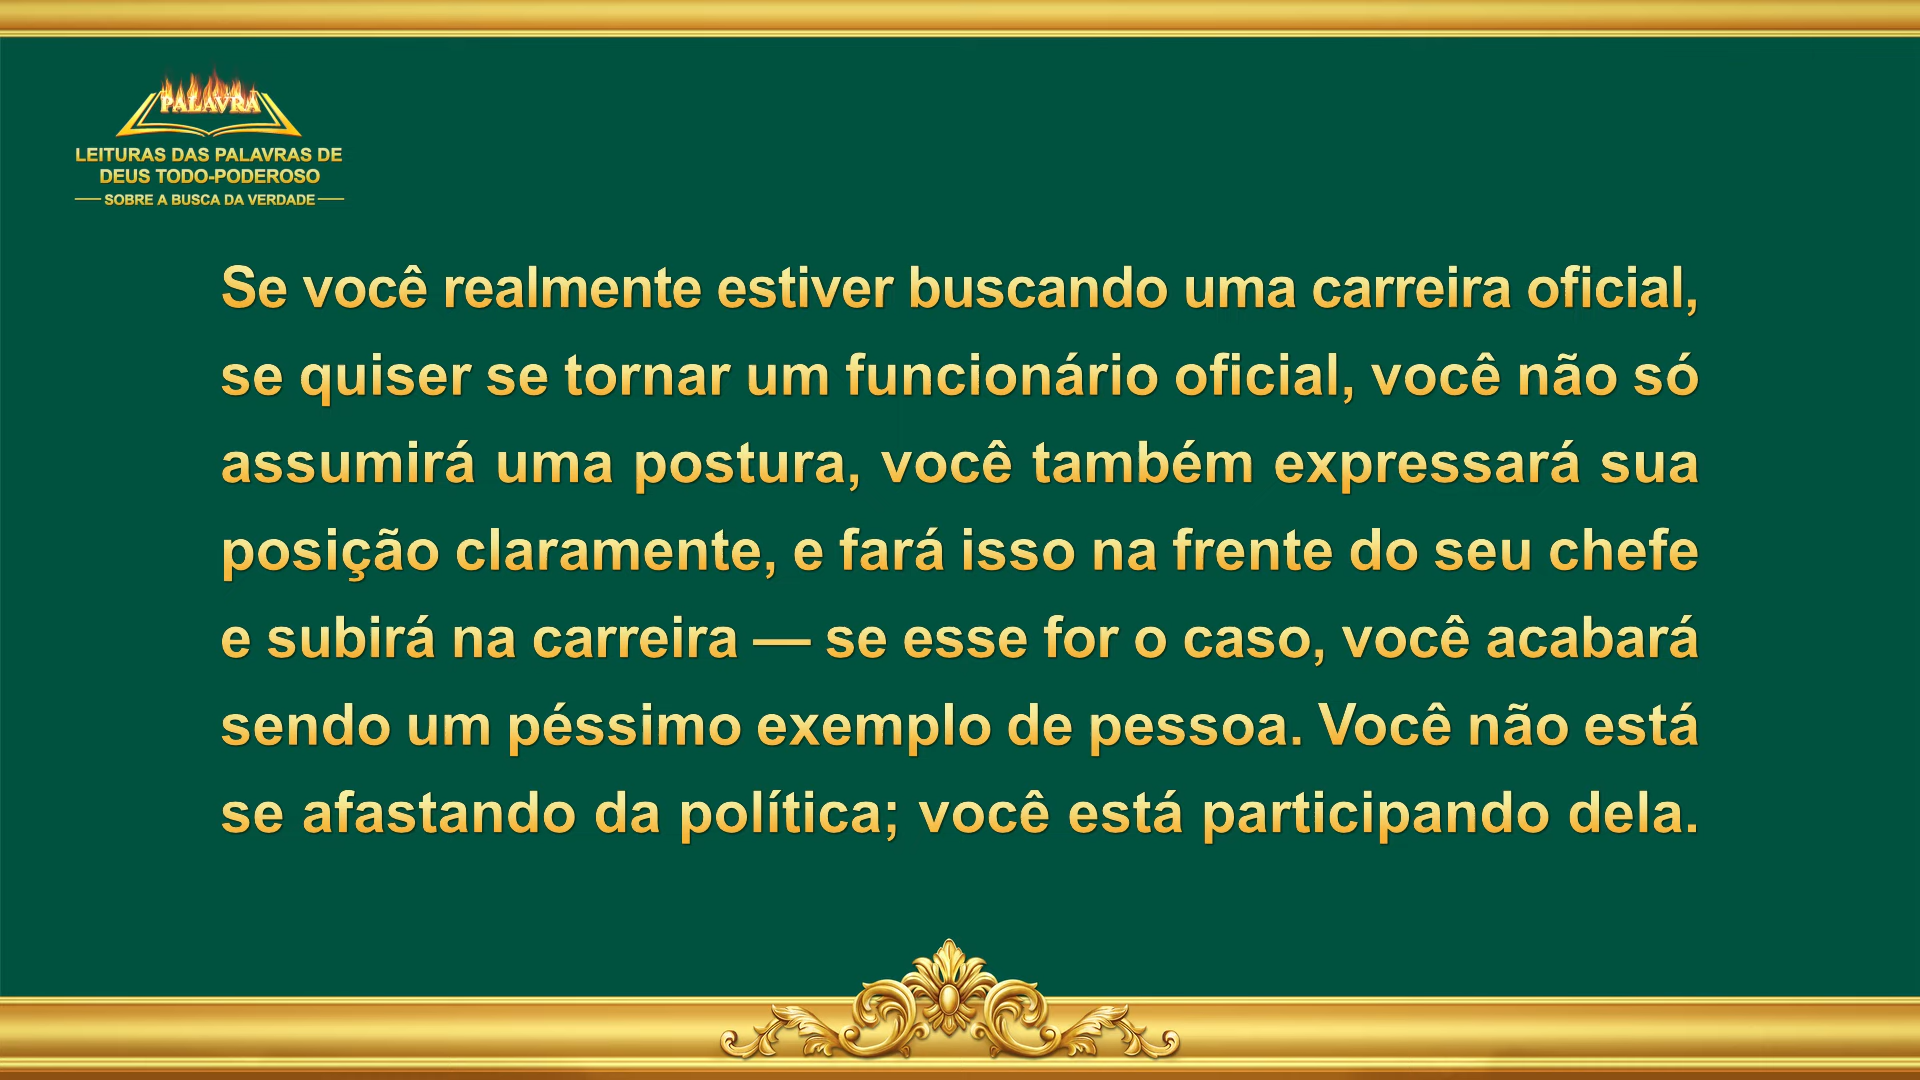 PALAVRA
LEITURAS DAS PALAVRAS DE
DEUS TODO-PODEROSO
SOBRE A BUSCA DA VERDADE
Se você realmente estiver buscando uma carreira oficial,
se quiser se tornar um funcionário oficial, você não só
assumirá uma postura, você também expressará sua
posição claramente, e fará isso na frente do seu chefe
e subirá na carreira — se esse for o caso, você acabará
sendo um péssimo exemplo de pessoa. Você não está
se afastando da política; você está participando dela.